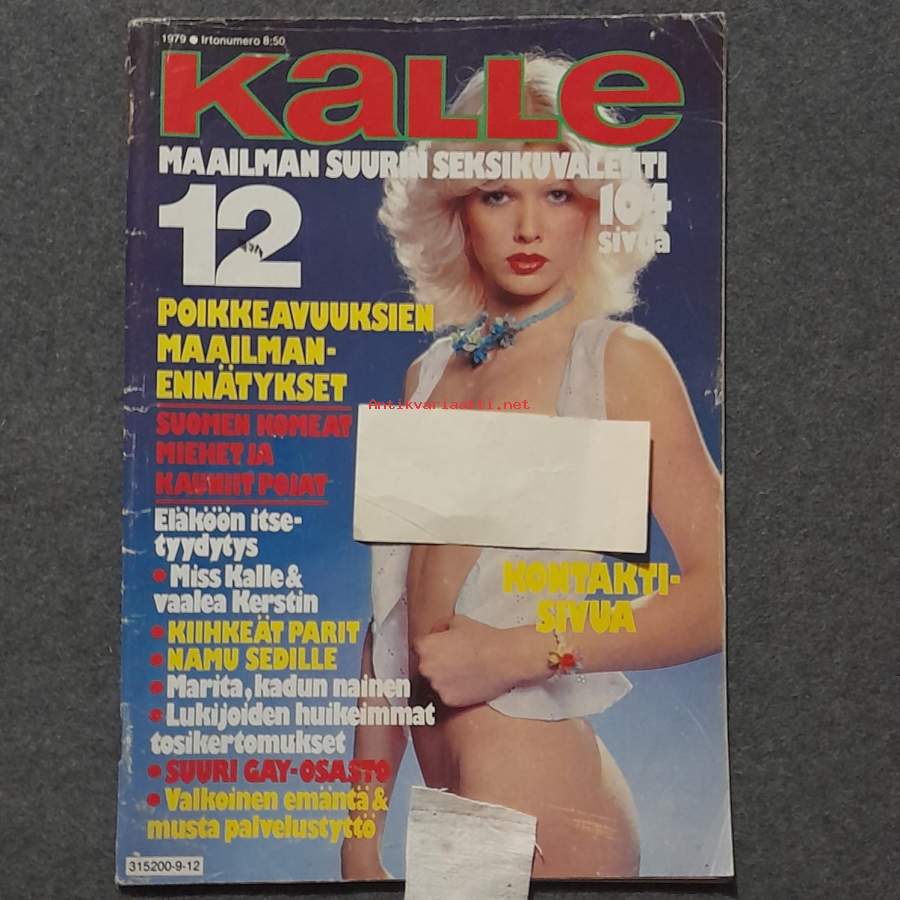 1979 ● Irtonumero 8:50
Kalle
MAAILMAN SUURIN SEKSIKUVALEHTI
12
104
sivua
POIKKEAVUUKSIEN
MAAILMAN-
ENNÄTYKSET
SUOMEN KOMEAT
MIEHET JA
KAUNIIT POJAT
Antikvariaatti.net
Eläköön itse-
tyydytys
• Miss Kalle &
vaalea Kerstin
KONTAKTI-
SIVUA
• KIIHKEÄT PARIT
• NAMU SEDILLE
• Marita, kadun nainen
• Lukijoiden huikeimmat
tosikertomukset
• SUURI GAY-OSASTO
• Valkoinen emäntä &
musta palvelustyttö
315200-9-12